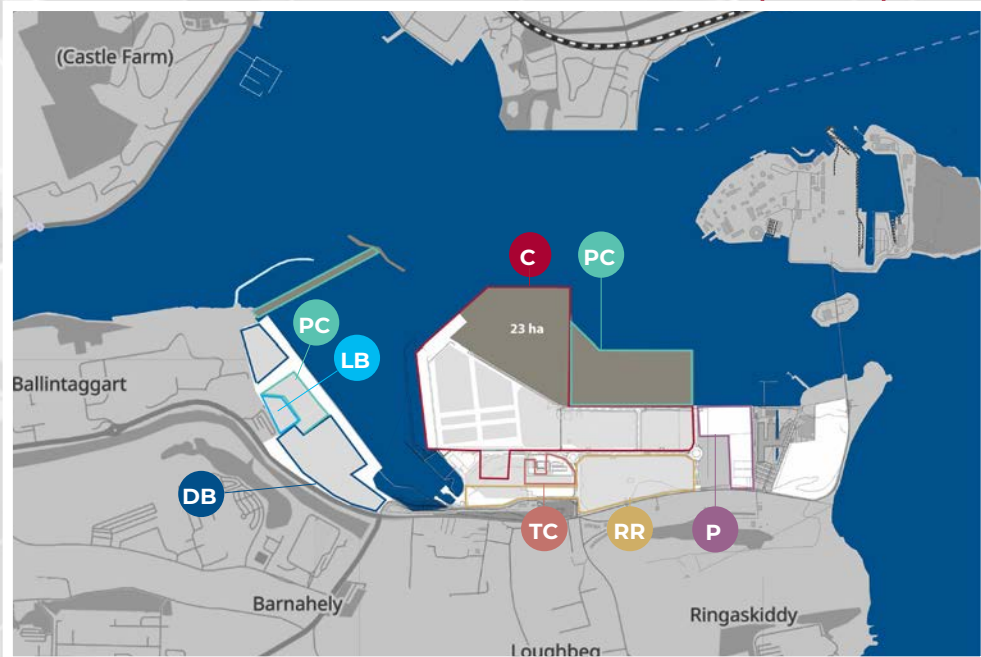 (Castle Farm)
C
PC
23 ha
PC
LB
Ballintaggart
DB
TC
RR
P
Barnahely
Ringaskiddy
Loughbeg